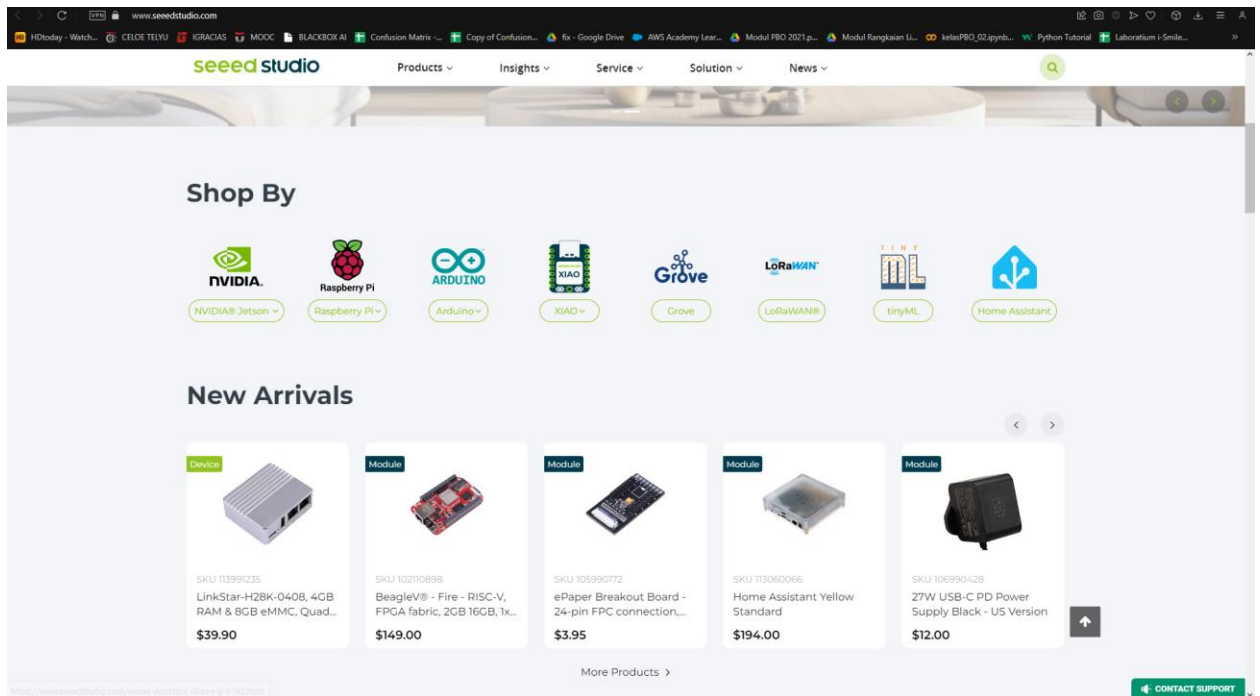 VPN www.seeedstudio.com
HD HDtoday - Watch... CELOE TELYU IGRACIAS MOOC BLACKBOX AI Confusion Matrix -... Copy of Confusion... fix - Google Drive AWS Academy Lear... Modul PBO 2021.p... Modul Rangkaian Li... kelasPBO_02.ipynb... Python Tutorial Laboratium i-Smile... »
seeed studio Products Insights Service Solution News
Shop By
NVIDIA. Raspberry Pi ARDUINO XIAO Grove LoRaWAN TINY ML
NVIDIA® Jetson Raspberry Pi Arduino XIAO Grove LoRaWAN® tinyML Home Assistant
New Arrivals
Device Module Module Module Module
SKU 113991235 SKU 102110898 SKU 105990172 SKU 113060066 SKU 106990428
LinkStar-H28K-0408, 4GB BeagleV® - Fire - RISC-V, ePaper Breakout Board - Home Assistant Yellow 27W USB-C PD Power
RAM & 8GB eMMC, Quad... FPGA fabric, 2GB 16GB, 1x... 24-pin FPC connection,... Standard Supply Black - US Version
$39.90 $149.00 $3.95 $194.00 $12.00
More Products >
CONTACT SUPPORT